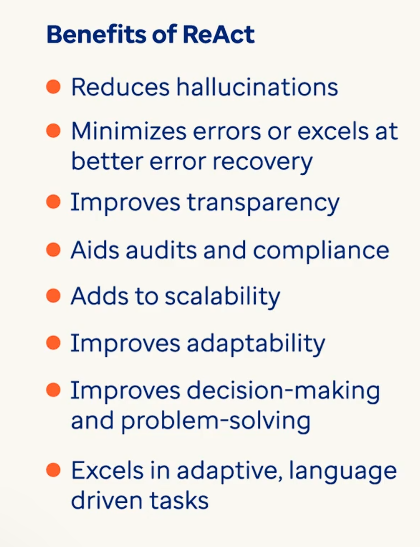 Benefits of ReAct
Reduces hallucinations
Minimizes errors or excels at
better error recovery
Improves transparency
Aids audits and compliance
Adds to scalability
Improves adaptability
Improves decision-making
and problem-solving
Excels in adaptive, language
driven tasks